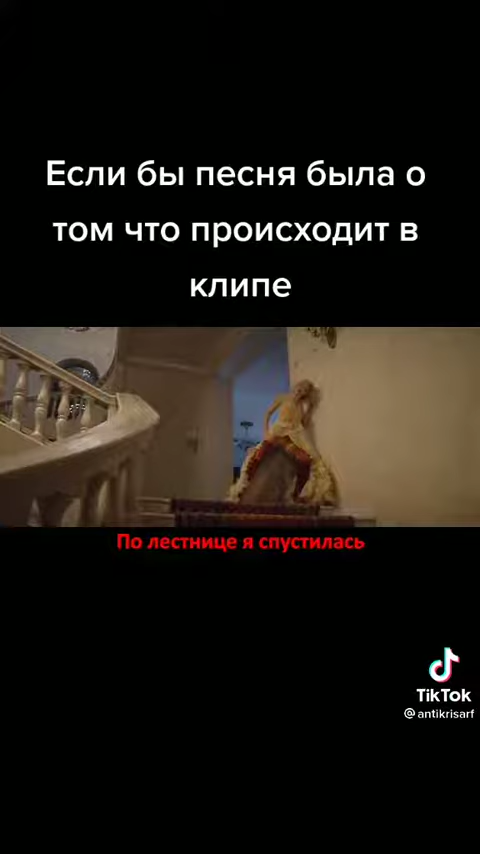 Если бы песня была о
том что происходит в
клипе
По лестнице я спустилась
TikTok
@antikrisarf